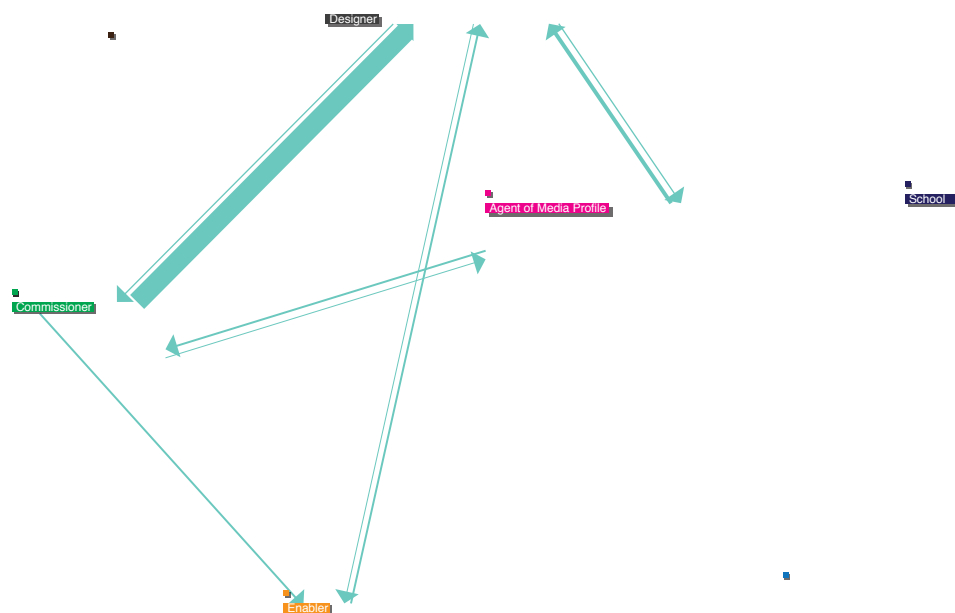 Designer
Agent of Media Profile
School
Commissioner
Enabler